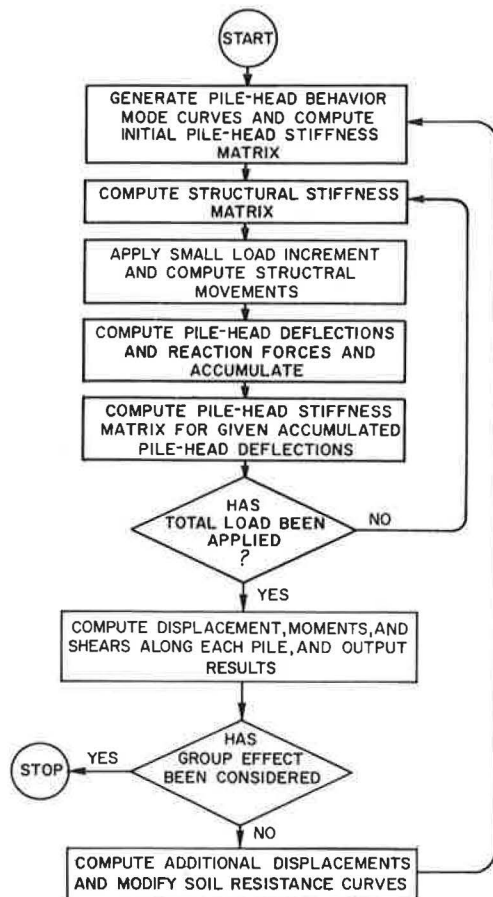 START
GENERATE PILE-HEAD BEHAVIOR
MODE CURVES AND COMPUTE
INITIAL PILE-HEAD STIFFNESS
MATRIX
COMPUTE STRUCTURAL STIFFNESS
MATRIX
APPLY SMALL LOAD INCREMENT
AND COMPUTE STRUCTRAL
MOVEMENTS
COMPUTE PILE-HEAD DEFLECTIONS
AND REACTION FORCES AND
ACCUMULATE
COMPUTE PILE-HEAD STIFFNESS
MATRIX FOR GIVEN ACCUMULATED
PILE-HEAD DEFLECTIONS
HAS
TOTAL LOAD BEEN
APPLIED
?
NO
YES
COMPUTE DISPLACEMENT, MOMENTS, AND
SHEARS ALONG EACH PILE, AND OUTPUT
RESULTS
HAS
GROUP EFFECT
BEEN CONSIDERED
YES
STOP
NO
COMPUTE ADDITIONAL DISPLACEMENTS
AND MODIFY SOIL RESISTANCE CURVES